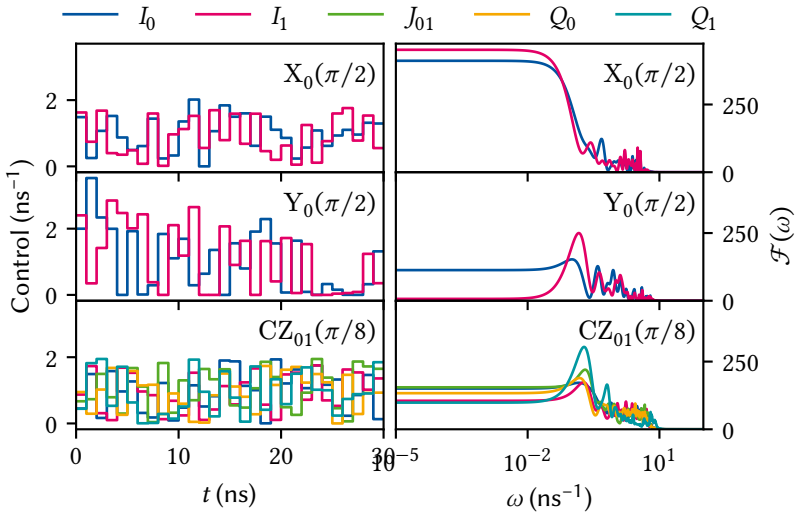 I₀ I₁ J₀₁ Q₀ Q₁
X₀(π/2) X₀(π/2)
2
0
250
0
Y₀(π/2) Y₀(π/2)
2
0
250
0
CZ₀₁(π/8) CZ₀₁(π/8)
2
0
250
0
Control (ns⁻¹)
ℱ(ω)
0 10 20 30
10⁻⁵ 10⁻² 10¹
t (ns) ω (ns⁻¹)